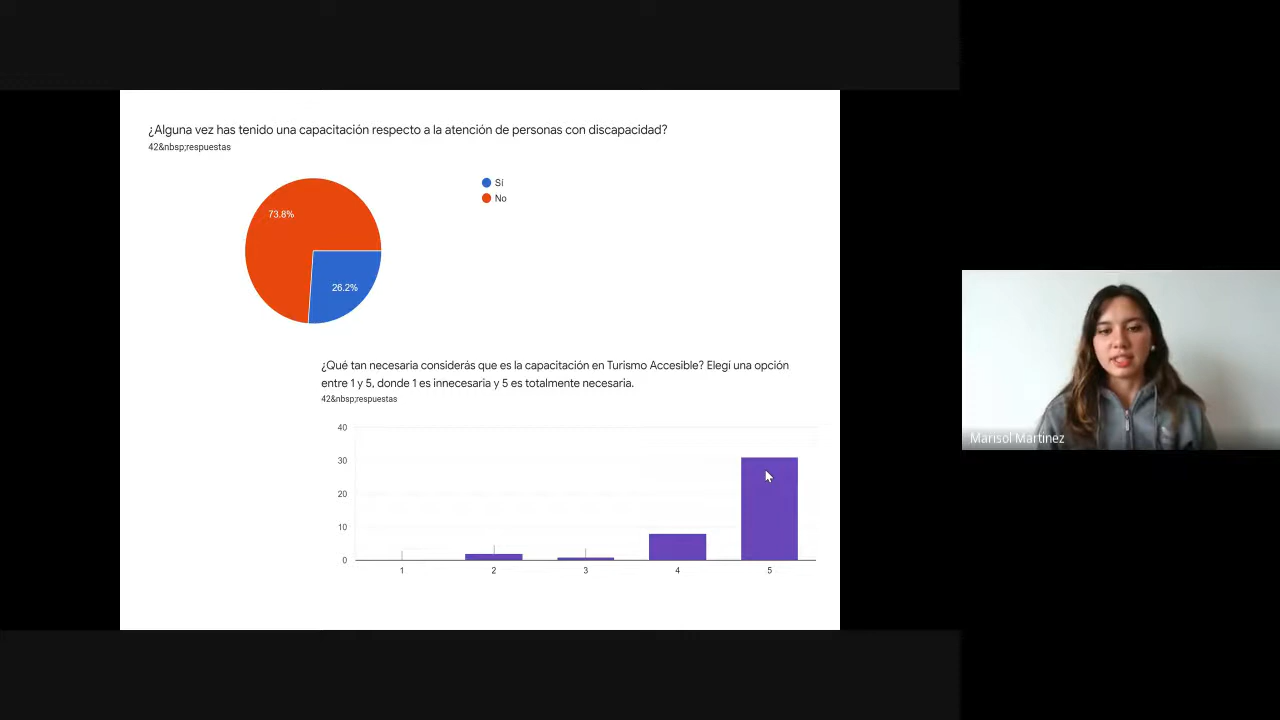 ¿Alguna vez has tenido una capacitación respecto a la atención de personas con discapacidad?
42&nbsp;respuestas
Sí
No
73.8%
26.2%
¿Qué tan necesaria considerás que es la capacitación en Turismo Accesible? Elegí una opción
entre 1 y 5, donde 1 es innecesaria y 5 es totalmente necesaria.
42&nbsp;respuestas
40
30
20
10
0
1 2 3 4 5
Marisol Martinez